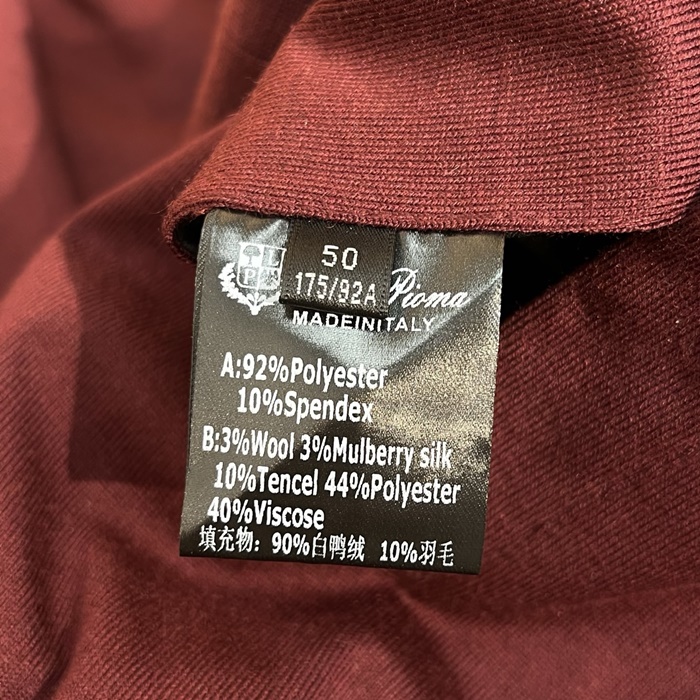 50
175/92A
Pioma
MADEINITALY
A:92%Polyester
10%Spendex
B:3%Wool 3%Mulberry silk
10%Tencel 44%Polyester
40%Viscose
填充物: 90%白鸭绒 10%羽毛